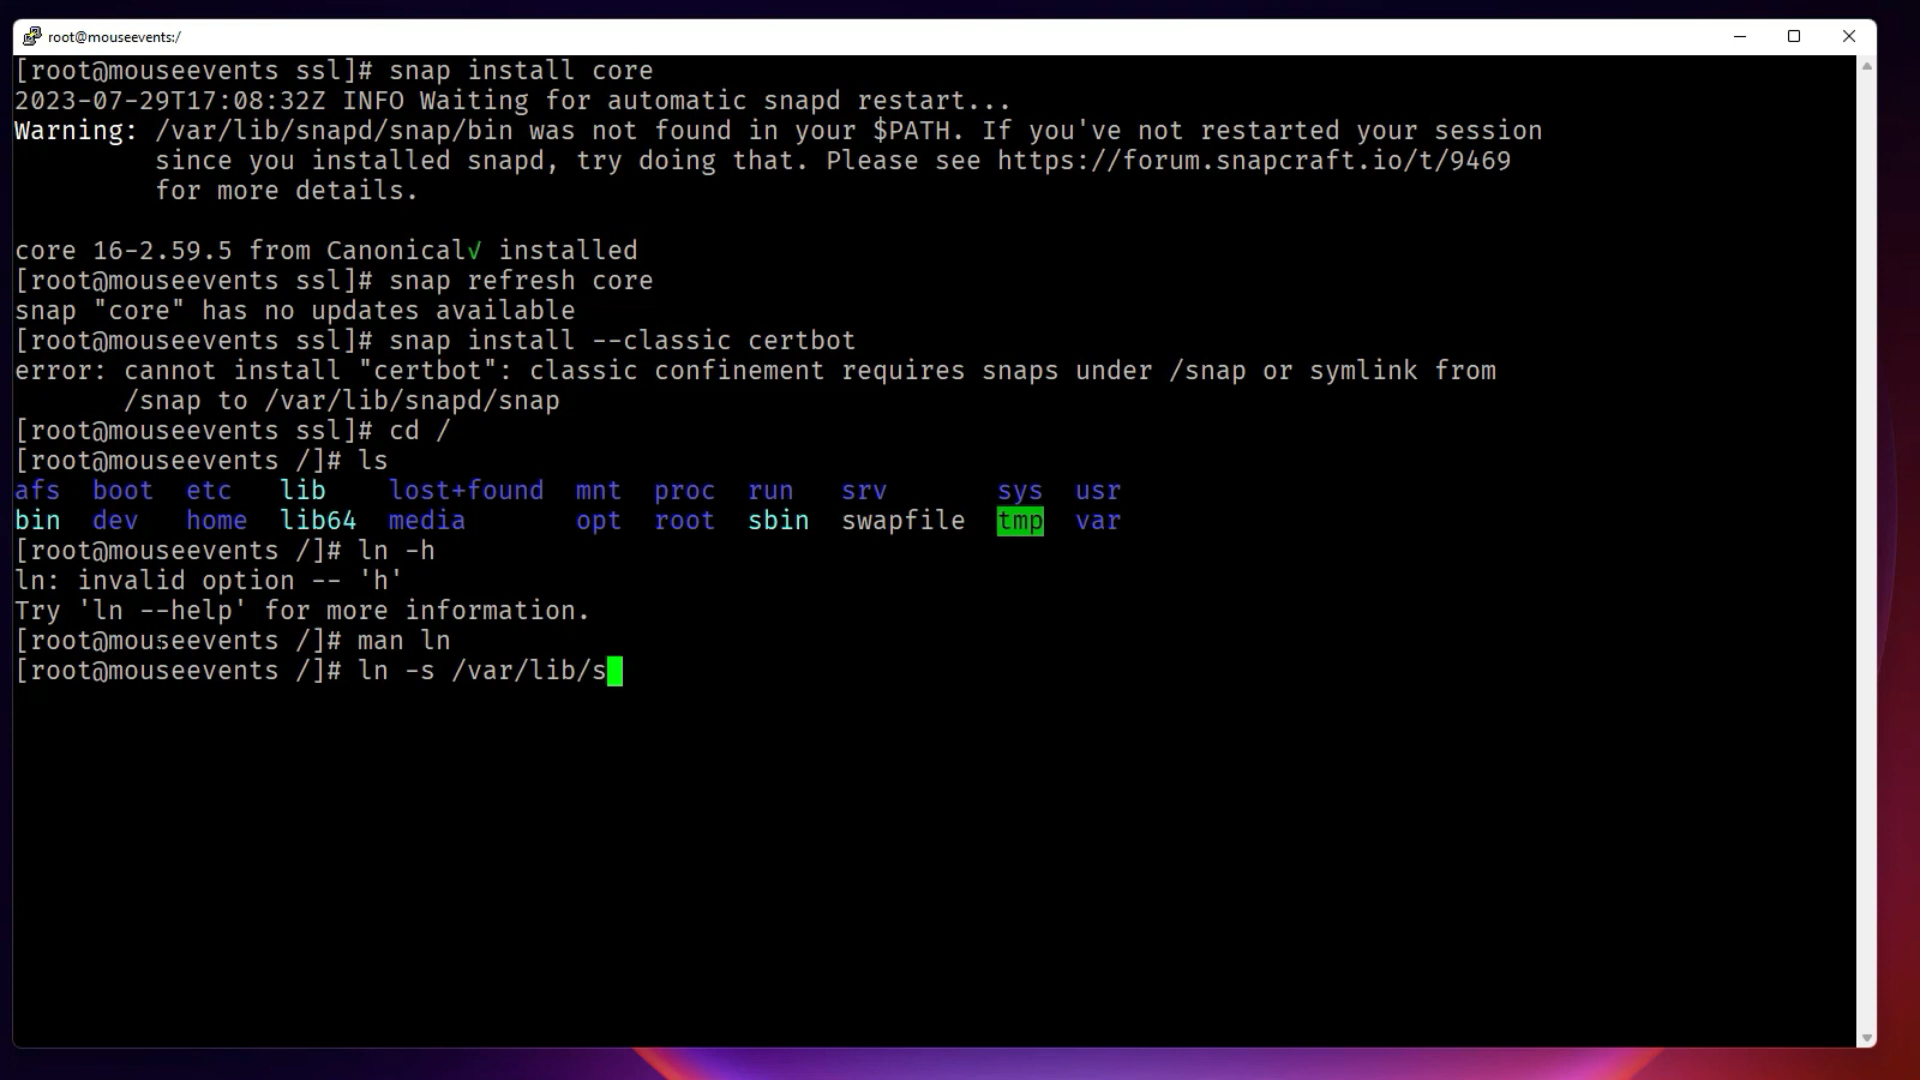 root@mouseevents:/
[root@mouseevents ssl]# snap install core
2023-07-29T17:08:32Z INFO Waiting for automatic snapd restart...
Warning: /var/lib/snapd/snap/bin was not found in your $PATH. If you've not restarted your session
         since you installed snapd, try doing that. Please see https://forum.snapcraft.io/t/9469
         for more details.

core 16-2.59.5 from Canonical√ installed
[root@mouseevents ssl]# snap refresh core
snap "core" has no updates available
[root@mouseevents ssl]# snap install --classic certbot
error: cannot install "certbot": classic confinement requires snaps under /snap or symlink from
       /snap to /var/lib/snapd/snap
[root@mouseevents ssl]# cd /
[root@mouseevents /]# ls
afs  boot  etc   lib    lost+found  mnt  proc  run   srv       sys  usr
bin  dev   home  lib64  media       opt  root  sbin  swapfile  tmp  var
[root@mouseevents /]# ln -h
ln: invalid option -- 'h'
Try 'ln --help' for more information.
[root@mouseevents /]# man ln
[root@mouseevents /]# ln -s /var/lib/s